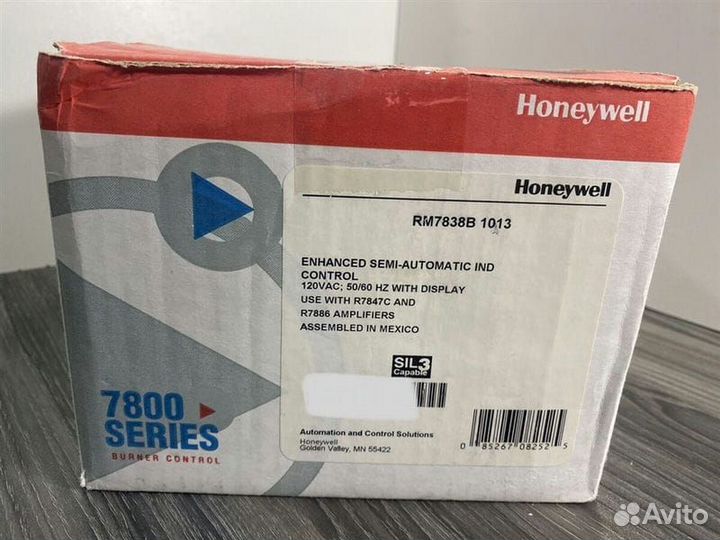 Honeywell
Honeywell
RM7838B 1013
ENHANCED SEMI-AUTOMATIC IND
CONTROL
120VAC; 50/60 HZ WITH DISPLAY
USE WITH R7847C AND
R7886 AMPLIFIERS
ASSEMBLED IN MEXICO
SIL3
Capable
7800
SERIES
BURNER CONTROL
Automation and Control Solutions
Honeywell
Golden Valley, MN 55422
0 85267 08252 5
Avito